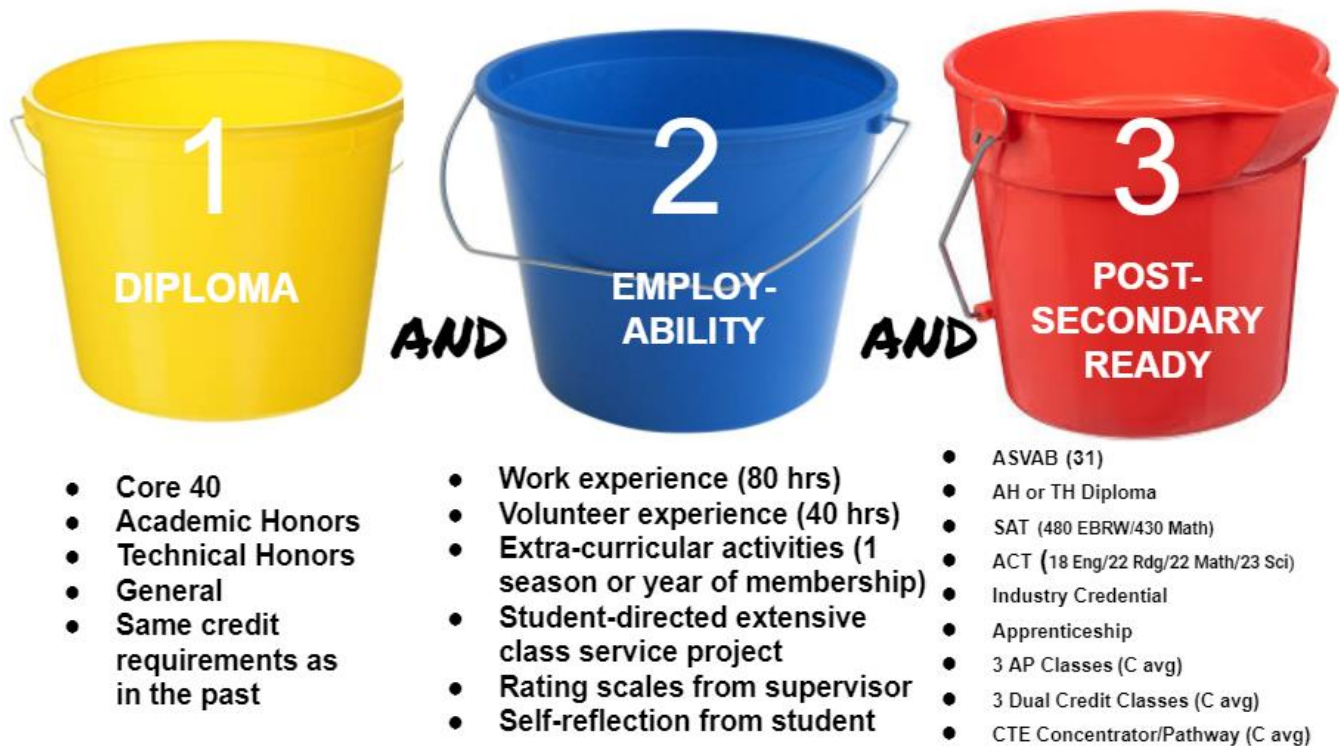 1
DIPLOMA
AND
2
EMPLOY-
ABILITY
AND
3
POST-
SECONDARY
READY
● Core 40
● Academic Honors
● Technical Honors
● General
● Same credit
requirements as
in the past
● Work experience (80 hrs)
● Volunteer experience (40 hrs)
● Extra-curricular activities (1
season or year of membership)
● Student-directed extensive
class service project
● Rating scales from supervisor
● Self-reflection from student
● ASVAB (31)
● AH or TH Diploma
● SAT (480 EBRW/430 Math)
● ACT (18 Eng/22 Rdg/22 Math/23 Sci)
● Industry Credential
● Apprenticeship
● 3 AP Classes (C avg)
● 3 Dual Credit Classes (C avg)
● CTE Concentrator/Pathway (C avg)